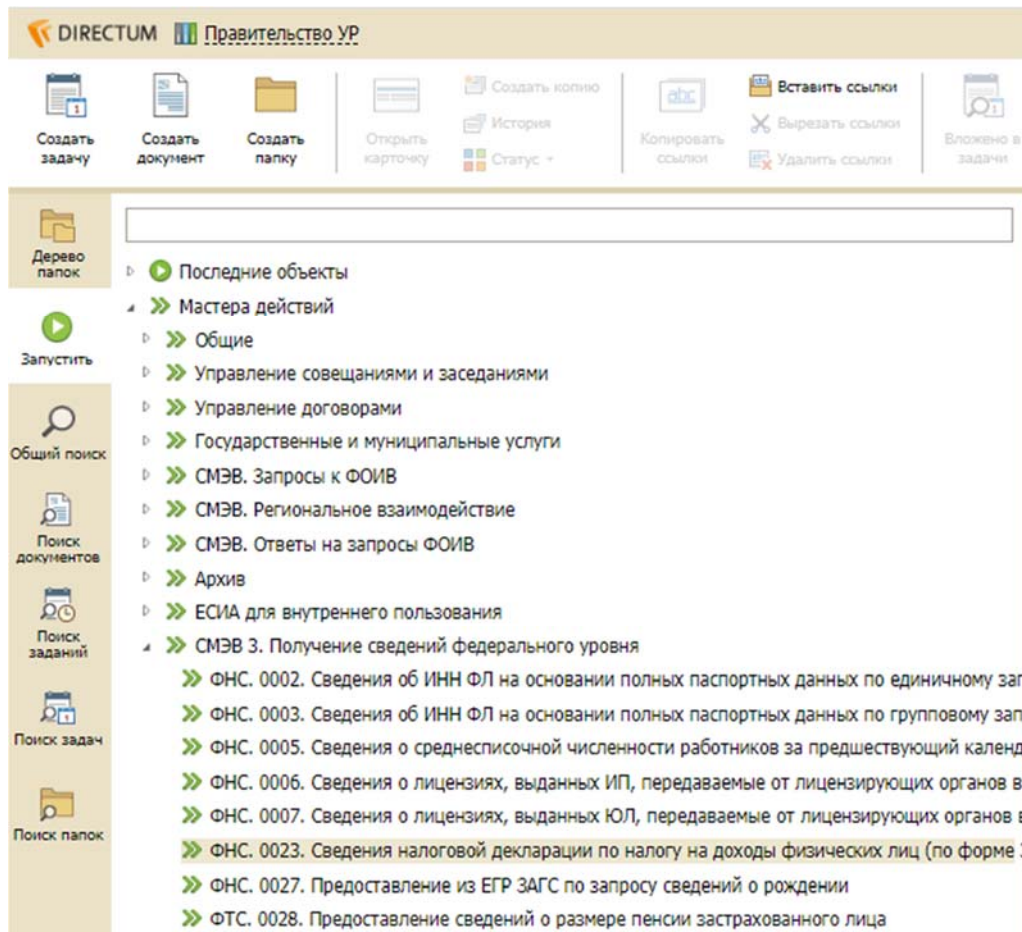 DIRECTUM Правительство УР
Создать задачу
Создать документ
Создать папку
Открыть карточку
Создать копию
История
Статус
Копировать ссылки
Вставить ссылки
Вырезать ссылки
Удалить ссылки
Вложено в задачи
Дерево папок
Запустить
Общий поиск
Поиск документов
Поиск заданий
Поиск задач
Поиск папок
Последние объекты
Мастера действий
Общие
Управление совещаниями и заседаниями
Управление договорами
Государственные и муниципальные услуги
СМЭВ. Запросы к ФОИВ
СМЭВ. Региональное взаимодействие
СМЭВ. Ответы на запросы ФОИВ
Архив
ЕСИА для внутреннего пользования
СМЭВ 3. Получение сведений федерального уровня
ФНС. 0002. Сведения об ИНН ФЛ на основании полных паспортных данных по единичному зап
ФНС. 0003. Сведения об ИНН ФЛ на основании полных паспортных данных по групповому зап
ФНС. 0005. Сведения о среднесписочной численности работников за предшествующий календ
ФНС. 0006. Сведения о лицензиях, выданных ИП, передаваемые от лицензирующих органов в
ФНС. 0007. Сведения о лицензиях, выданных ЮЛ, передаваемые от лицензирующих органов в
ФНС. 0023. Сведения налоговой декларации по налогу на доходы физических лиц (по форме 3
ФНС. 0027. Предоставление из ЕГР ЗАГС по запросу сведений о рождении
ФТС. 0028. Предоставление сведений о размере пенсии застрахованного лица